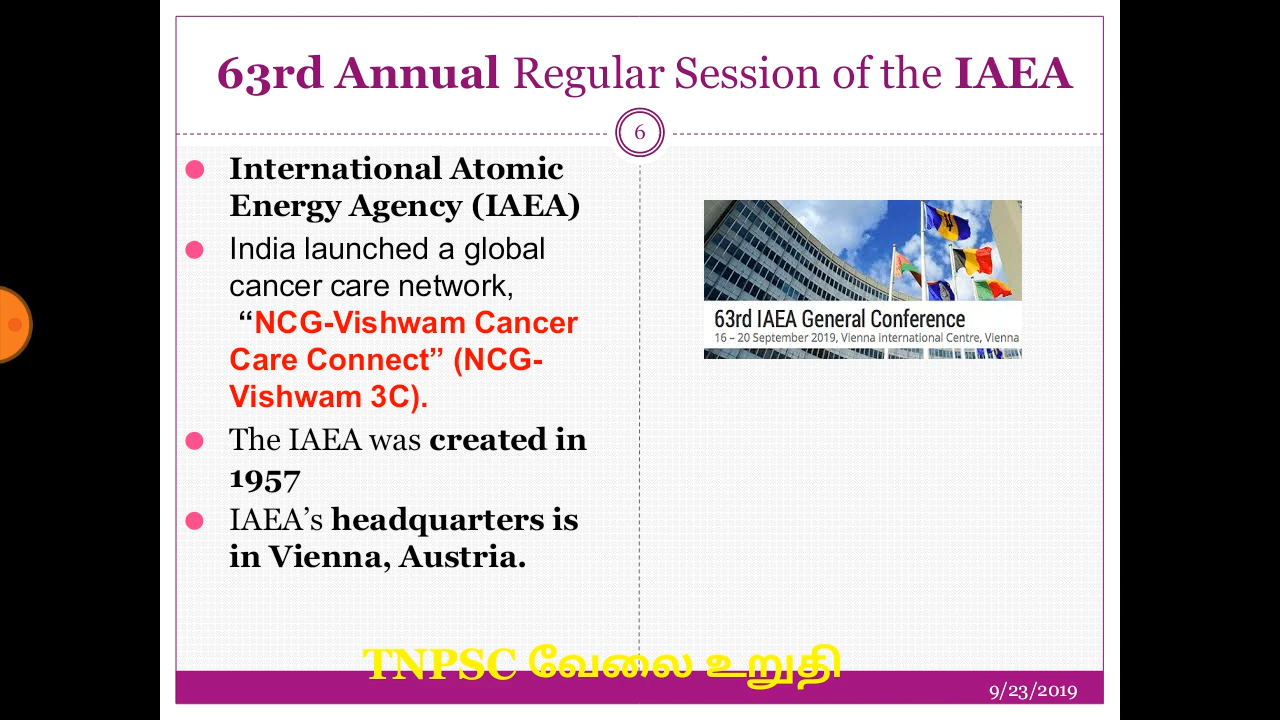 63rd Annual Regular Session of the IAEA
6
International Atomic
Energy Agency (IAEA)
India launched a global
cancer care network,
“NCG-Vishwam Cancer
Care Connect” (NCG-
Vishwam 3C).
The IAEA was created in
1957
IAEA’s headquarters is
in Vienna, Austria.
63rd IAEA General Conference
16 – 20 September 2019, Vienna International Centre, Vienna
TNPSC வேலை உறுதி
9/23/2019